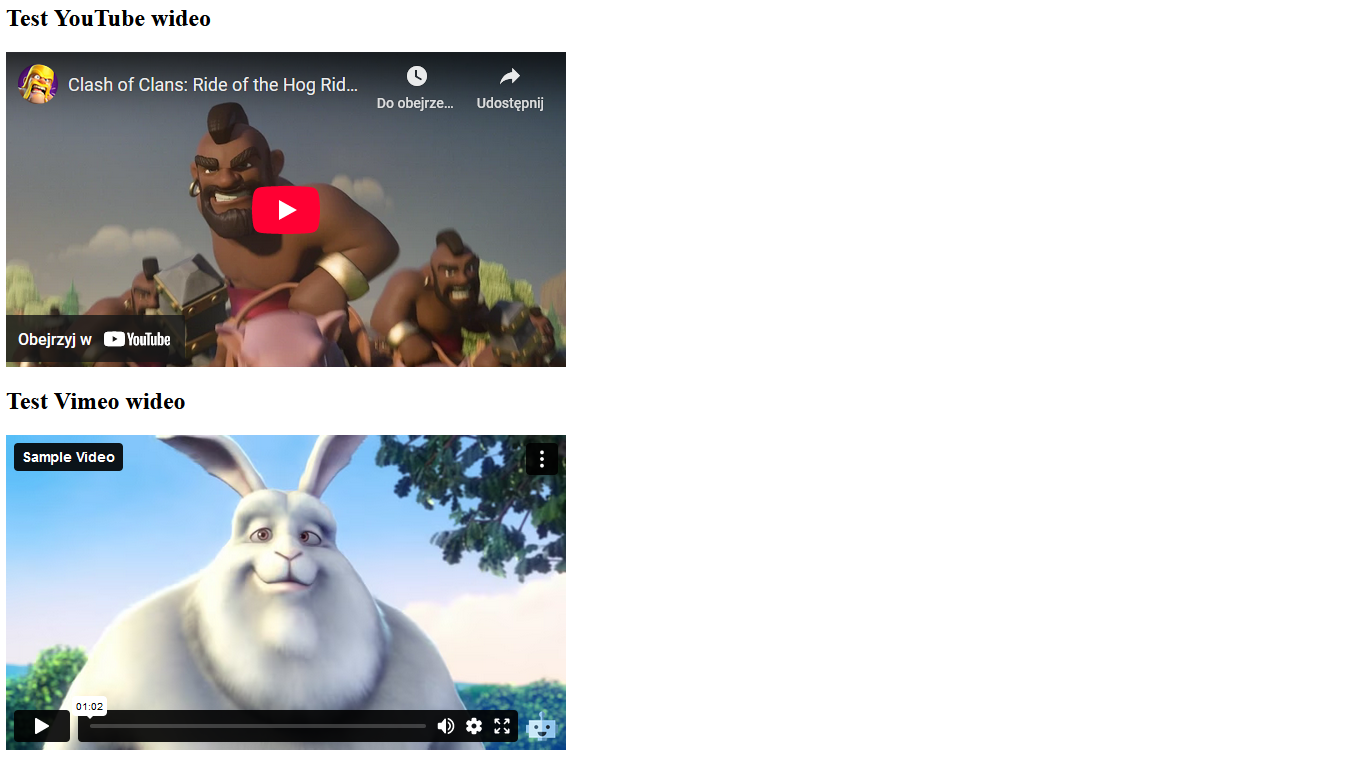 Test YouTube wideo
Clash of Clans: Ride of the Hog Rid…
Do obejrze…
Udostępnij
Obejrzyj w YouTube
Test Vimeo wideo
Sample Video
01:02